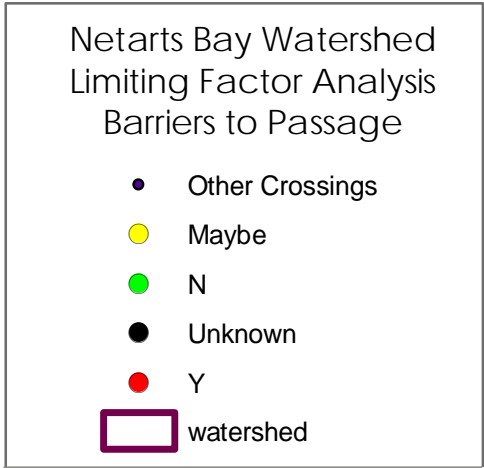 Netarts Bay Watershed
Limiting Factor Analysis
Barriers to Passage
Other Crossings
Maybe
N
Unknown
Y
watershed